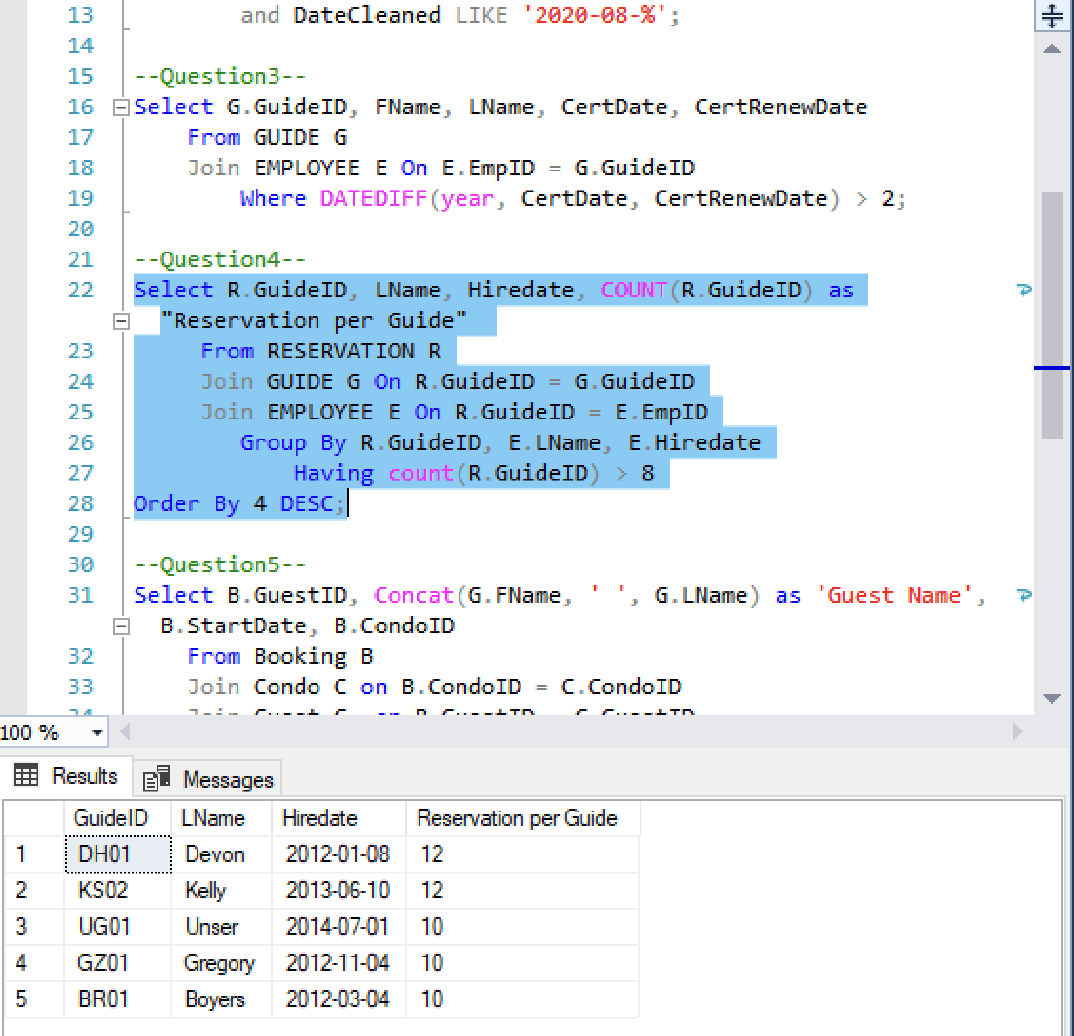 13 and DateCleaned LIKE '2020-08-%';
14
15 --Question3--
16 Select G.GuideID, FName, LName, CertDate, CertRenewDate
17 From GUIDE G
18 Join EMPLOYEE E On E.EmpID = G.GuideID
19 Where DATEDIFF(year, CertDate, CertRenewDate) > 2;
20
21 --Question4--
22 Select R.GuideID, LName, Hiredate, COUNT(R.GuideID) as
"Reservation per Guide"
23 From RESERVATION R
24 Join GUIDE G On R.GuideID = G.GuideID
25 Join EMPLOYEE E On R.GuideID = E.EmpID
26 Group By R.GuideID, E.LName, E.Hiredate
27 Having count(R.GuideID) > 8
28 Order By 4 DESC;
29
30 --Question5--
31 Select B.GuestID, Concat(G.FName, ' ', G.LName) as 'Guest Name',
B.StartDate, B.CondoID
32 From Booking B
33 Join Condo C on B.CondoID = C.CondoID
100 %
Results Messages
GuideID LName Hiredate Reservation per Guide
1 DH01 Devon 2012-01-08 12
2 KS02 Kelly 2013-06-10 12
3 UG01 Unser 2014-07-01 10
4 GZ01 Gregory 2012-11-04 10
5 BR01 Boyers 2012-03-04 10